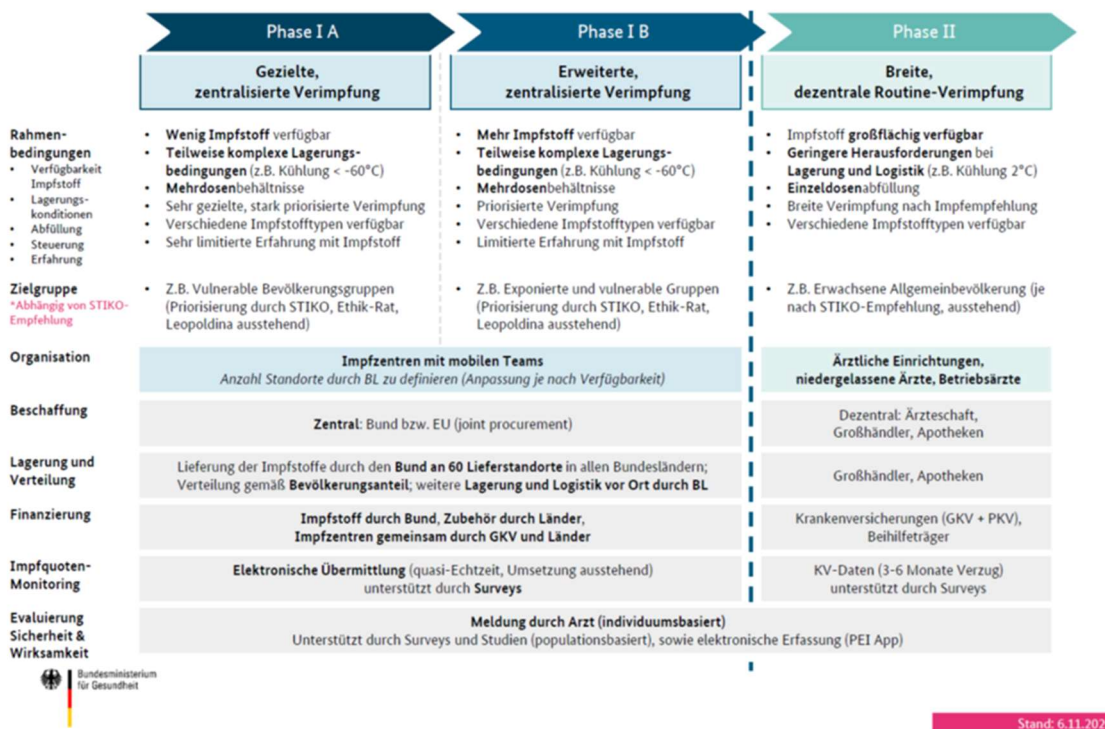 Phase I A
Phase I B
Phase II
Gezielte,
zentralisierte Verimpfung
Erweiterte,
zentralisierte Verimpfung
Breite,
dezentrale Routine-Verimpfung
Rahmen-
bedingungen
• Verfügbarkeit
Impfstoff
• Lagerungs-
konditionen
• Abfüllung
• Steuerung
• Erfahrung
• Wenig Impfstoff verfügbar
• Teilweise komplexe Lagerungs-
bedingungen (z.B. Kühlung < -60°C)
• Mehrdosenbehältnisse
• Sehr gezielte, stark priorisierte Verimpfung
• Verschiedene Impfstofftypen verfügbar
• Sehr limitierte Erfahrung mit Impfstoff
• Mehr Impfstoff verfügbar
• Teilweise komplexe Lagerungs-
bedingungen (z.B. Kühlung < -60°C)
• Mehrdosenbehältnisse
• Priorisierte Verimpfung
• Verschiedene Impfstofftypen verfügbar
• Limitierte Erfahrung mit Impfstoff
• Impfstoff großflächig verfügbar
• Geringere Herausforderungen bei
Lagerung und Logistik (z.B. Kühlung 2°C)
• Einzeldosenabfüllung
• Breite Verimpfung nach Impfempfehlung
• Verschiedene Impfstofftypen verfügbar
Zielgruppe
*Abhängig von STIKO-
Empfehlung
• Z.B. Vulnerable Bevölkerungsgruppen
(Priorisierung durch STIKO, Ethik-Rat,
Leopoldina ausstehend)
• Z.B. Exponierte und vulnerable Gruppen
(Priorisierung durch STIKO, Ethik-Rat,
Leopoldina ausstehend)
• Z.B. Erwachsene Allgemeinbevölkerung (je
nach STIKO-Empfehlung, ausstehend)
Organisation
Impfzentren mit mobilen Teams
Anzahl Standorte durch BL zu definieren (Anpassung je nach Verfügbarkeit)
Ärztliche Einrichtungen,
niedergelassene Ärzte, Betriebsärzte
Beschaffung
Zentral: Bund bzw. EU (joint procurement)
Dezentral: Ärzteschaft,
Großhändler, Apotheken
Lagerung und
Verteilung
Lieferung der Impfstoffe durch den Bund an 60 Lieferstandorte in allen Bundesländern;
Verteilung gemäß Bevölkerungsanteil; weitere Lagerung und Logistik vor Ort durch BL
Großhändler, Apotheken
Finanzierung
Impfstoff durch Bund, Zubehör durch Länder,
Impfzentren gemeinsam durch GKV und Länder
Krankenversicherungen (GKV + PKV),
Beihilfeträger
Impfquoten-
Monitoring
Elektronische Übermittlung (quasi-Echtzeit, Umsetzung ausstehend)
unterstützt durch Surveys
KV-Daten (3-6 Monate Verzug)
unterstützt durch Surveys
Evaluierung
Sicherheit &
Wirksamkeit
Meldung durch Arzt (individuumsbasiert)
Unterstützt durch Surveys und Studien (populationsbasiert), sowie elektronische Erfassung (PEI App)
Bundesministerium
für Gesundheit
Stand: 6.11.202